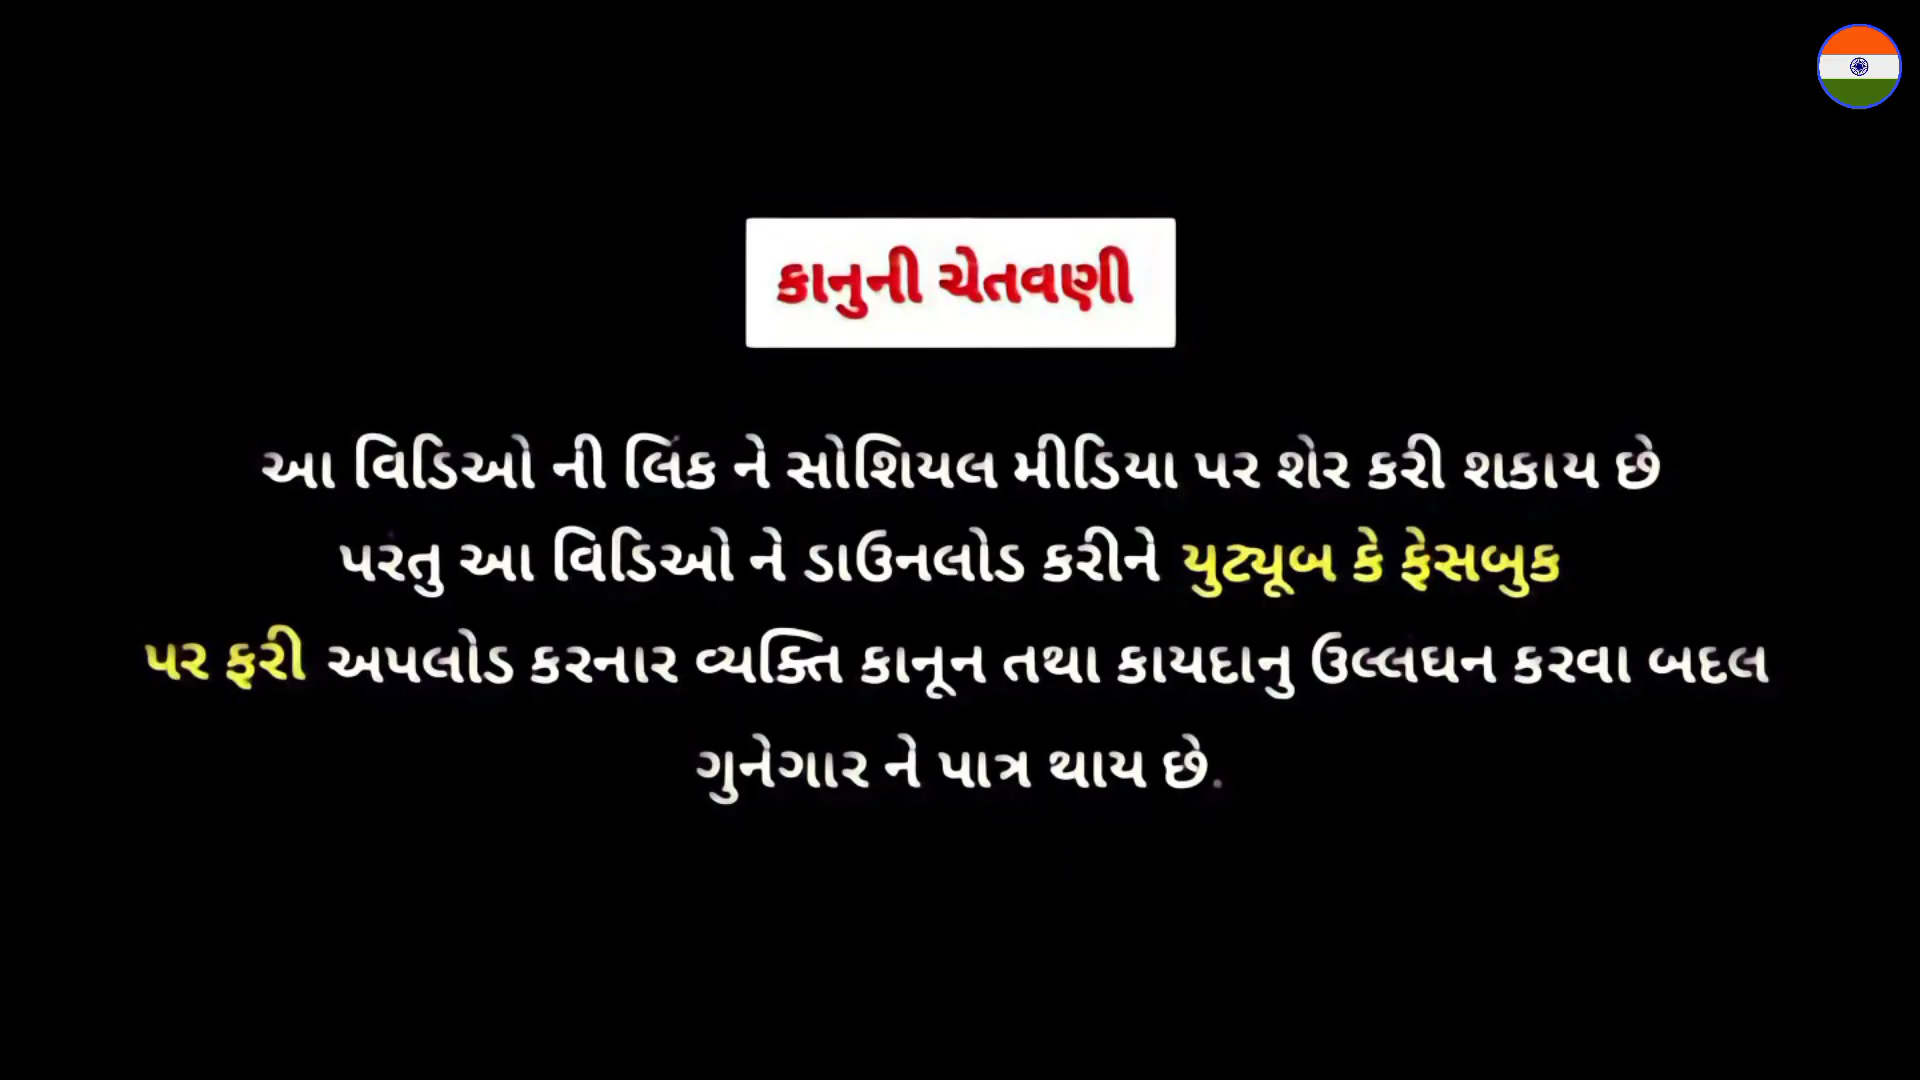 કાનુની ચેતવણી
આ વિડિઓ ની લિંક ને સોશિયલ મીડિયા પર શેર કરી શકાય છે
પરંતુ આ વિડિઓ ને ડાઉનલોડ કરીને યુટ્યૂબ કે ફેસબુક
પર ફરી અપલોડ કરનાર વ્યક્તિ કાનૂન તથા કાયદાનુ ઉલ્લઘન કરવા બદલ
ગુનેગાર ને પાત્ર થાય છે.